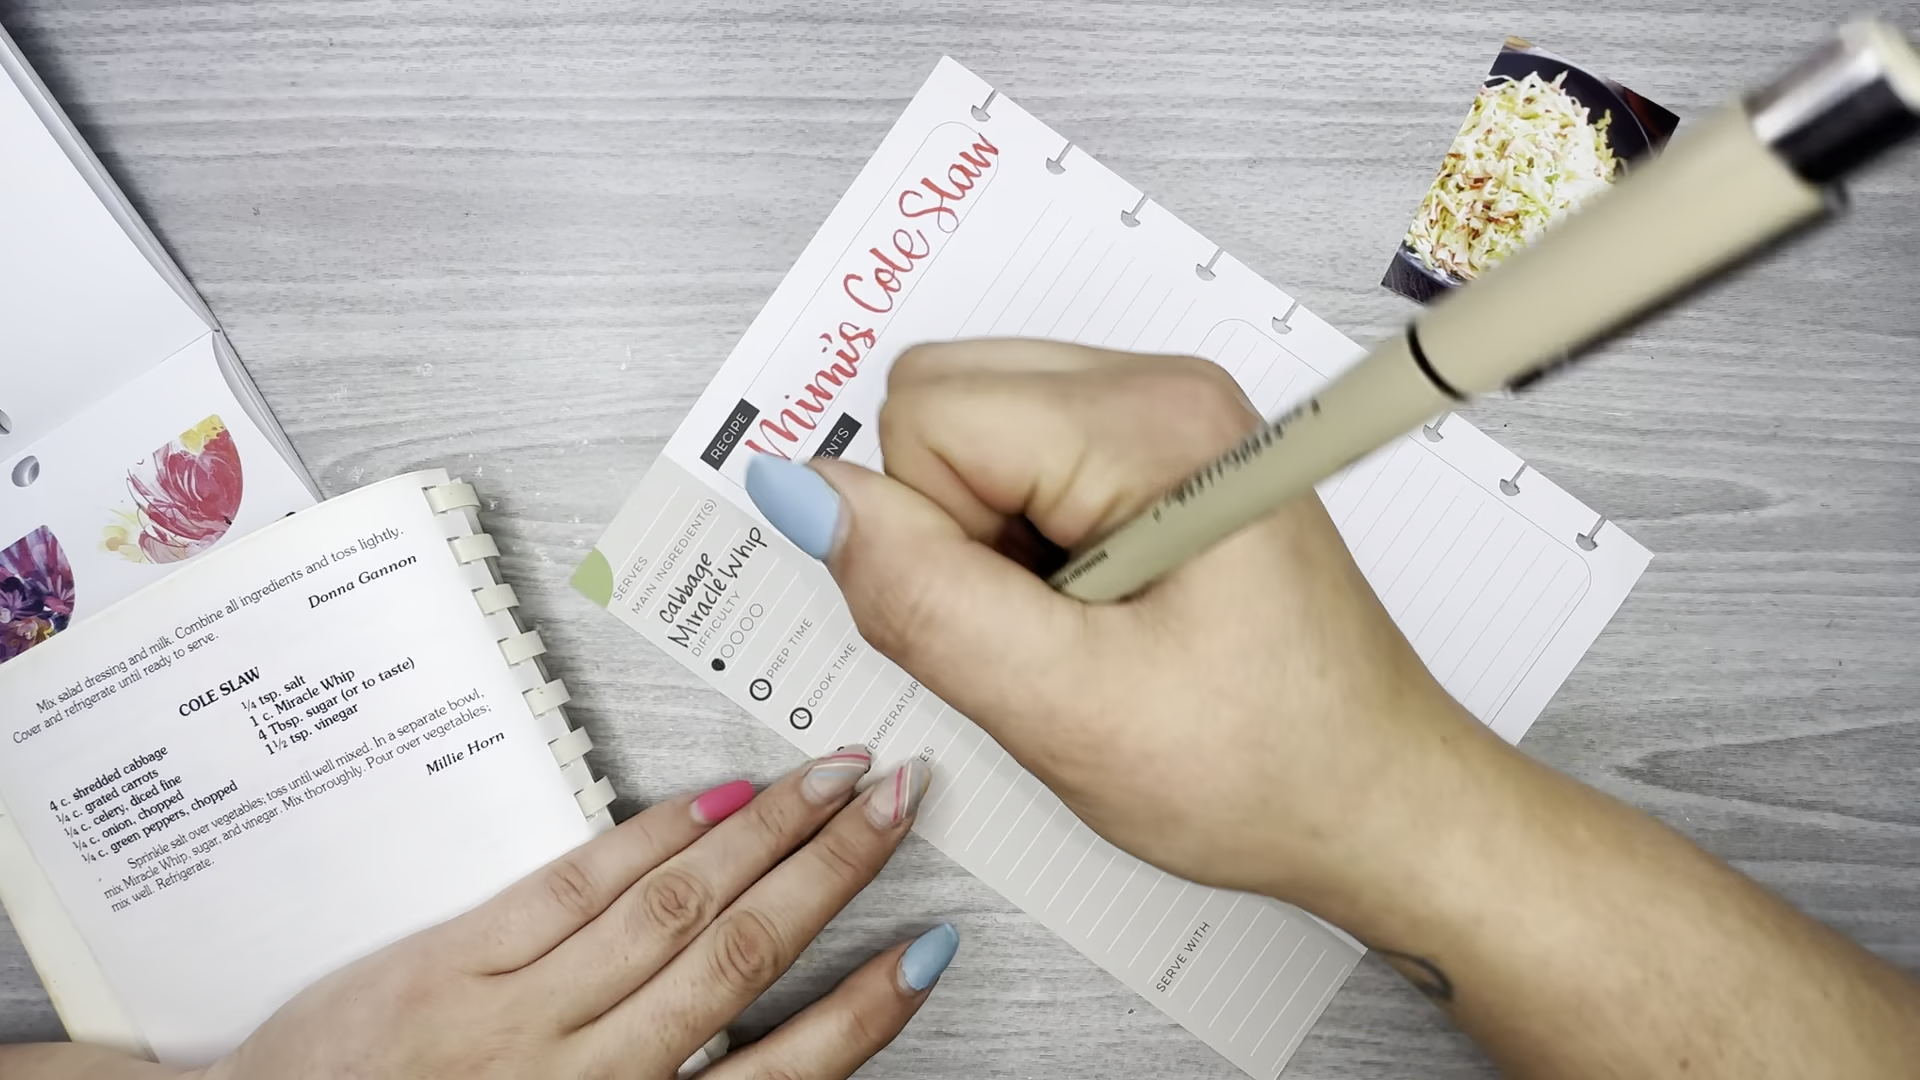 Mix salad dressing and milk. Combine all ingredients and toss lightly.
Cover and refrigerate until ready to serve.
Donna Gannon
COLE SLAW
4 c. shredded cabbage
¼ c. grated carrots
¼ c. celery, diced fine
¼ c. onion, chopped
¼ c. green peppers, chopped
¼ tsp. salt
1 c. Miracle Whip
4 Tbsp. sugar (or to taste)
1½ tsp. vinegar
Sprinkle salt over vegetables; toss until well mixed. In a separate bowl,
mix Miracle Whip, sugar, and vinegar. Mix thoroughly. Pour over vegetables;
mix well. Refrigerate.
Millie Horn
RECIPE
Mimi's Cole Slaw
ENTS
SERVES
MAIN INGREDIENT(S)
Cabbage
Miracle Whip
DIFFICULTY
PREP TIME
COOK TIME
TEMPERATUR
ES
SERVE WITH